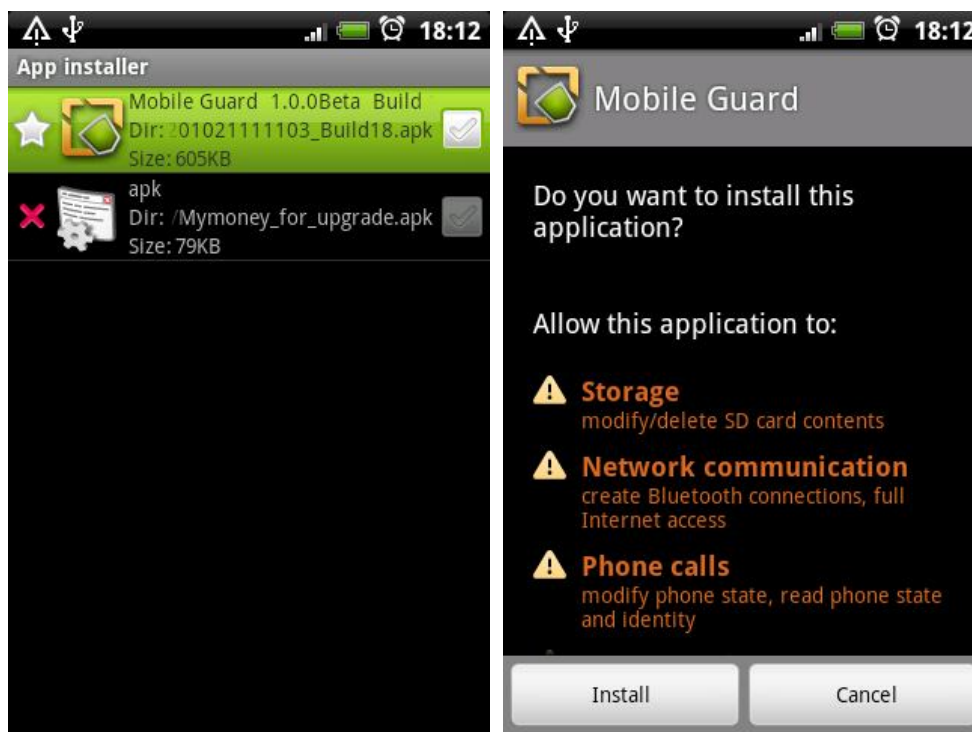 18:12
App installer
Mobile Guard 1.0.0Beta Build
Dir: 201021111103_Build18.apk
Size: 605KB
apk
Dir: /Mymoney_for_upgrade.apk
Size: 79KB
18:12
Mobile Guard
Do you want to install this
application?
Allow this application to:
Storage
modify/delete SD card contents
Network communication
create Bluetooth connections, full
Internet access
Phone calls
modify phone state, read phone state
and identity
Install
Cancel